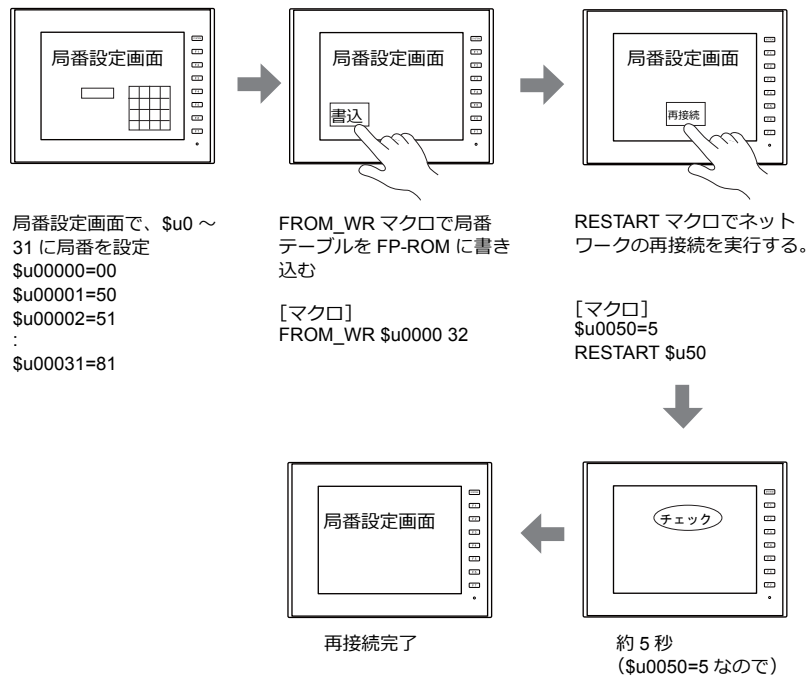 局番設定画面
局番設定画面
書込
局番設定画面
再接続
局番設定画面で、$u0 ～
31 に局番を設定
$u00000=00
$u00001=50
$u00002=51
:
$u00031=81
FROM_WR マクロで局番
テーブルを FP-ROM に書き
込む
［マクロ］
FROM_WR $u0000 32
RESTART マクロでネット
ワークの再接続を実行する。
［マクロ］
$u0050=5
RESTART $u50
局番設定画面
再接続完了
チェック
約 5 秒
（$u0050=5 なので）